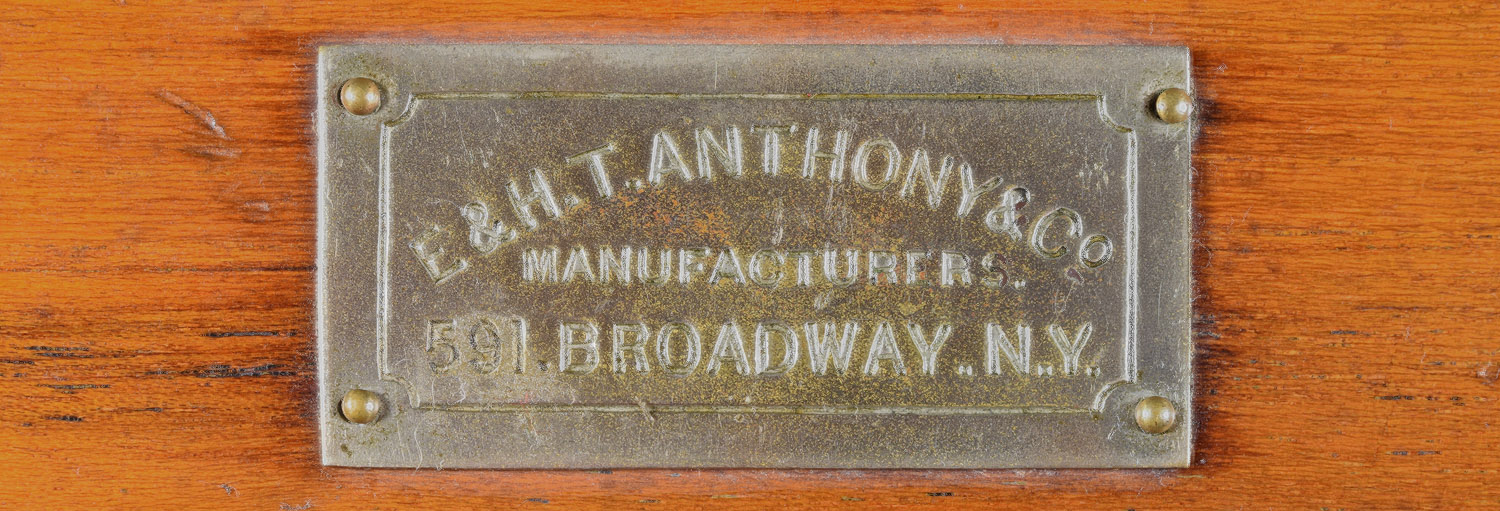 E. & H. T. ANTHONY & Co
MANUFACTURERS.
591. BROADWAY. N.Y.